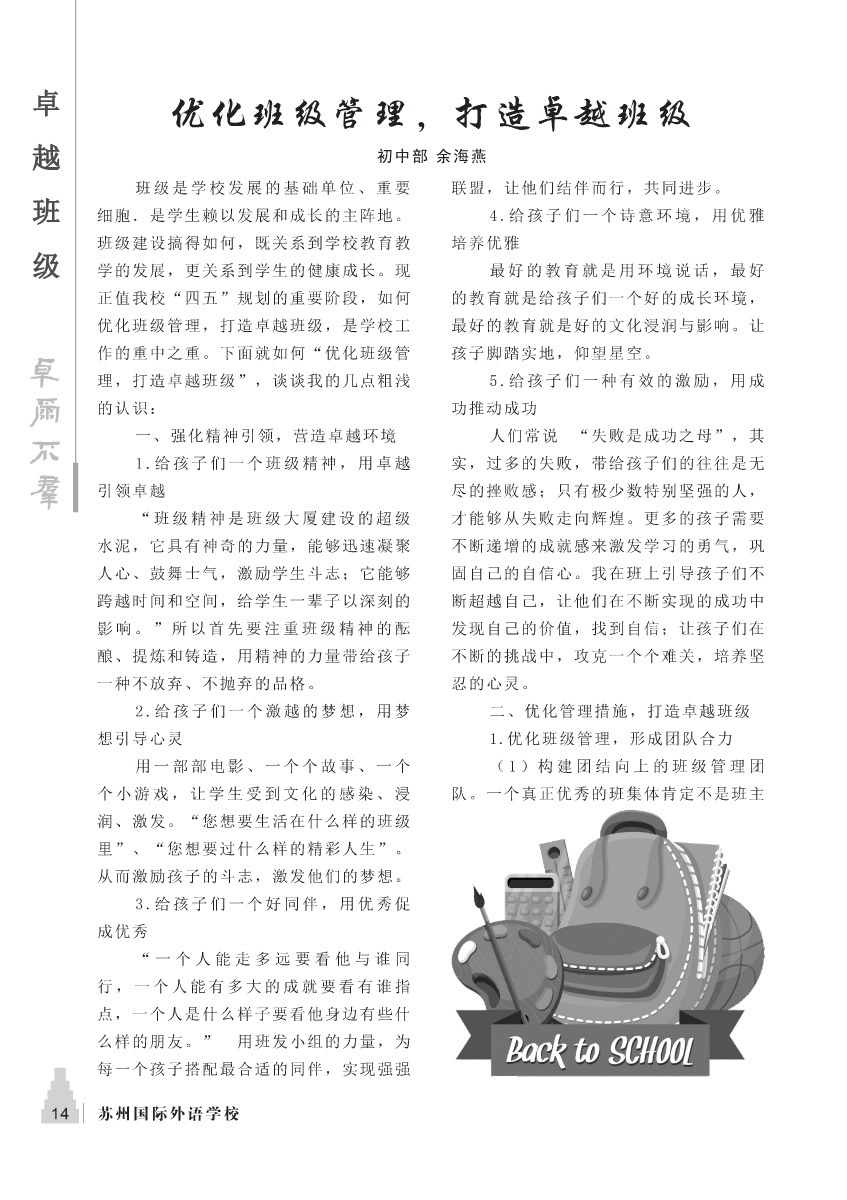 卓
越
班
级
卓
尔
不
群
优化班级管理，打造卓越班级
初中部 余海燕
班级是学校发展的基础单位、重要
细胞．是学生赖以发展和成长的主阵地。
班级建设搞得如何，既关系到学校教育教
学的发展，更关系到学生的健康成长。现
正值我校“四五”规划的重要阶段，如何
优化班级管理，打造卓越班级，是学校工
作的重中之重。下面就如何“优化班级管
理，打造卓越班级”，谈谈我的几点粗浅
的认识：
一、强化精神引领，营造卓越环境
1.给孩子们一个班级精神，用卓越
引领卓越
“班级精神是班级大厦建设的超级
水泥，它具有神奇的力量，能够迅速凝聚
人心、鼓舞士气，激励学生斗志；它能够
跨越时间和空间，给学生一辈子以深刻的
影响。”所以首先要注重班级精神的酝
酿、提炼和铸造，用精神的力量带给孩子
一种不放弃、不抛弃的品格。
2.给孩子们一个激越的梦想，用梦
想引导心灵
用一部部电影、一个个故事、一个
个小游戏，让学生受到文化的感染、浸
润、激发。“您想要生活在什么样的班级
里”、“您想要过什么样的精彩人生”。
从而激励孩子的斗志，激发他们的梦想。
3.给孩子们一个好同伴，用优秀促
成优秀
“一个人能走多远要看他与谁同
行，一个人能有多大的成就要看有谁指
点，一个人是什么样子要看他身边有些什
么样的朋友。” 用班发小组的力量，为
每一个孩子搭配最合适的同伴，实现强强
联盟，让他们结伴而行，共同进步。
4.给孩子们一个诗意环境，用优雅
培养优雅
最好的教育就是用环境说话，最好
的教育就是给孩子们一个好的成长环境，
最好的教育就是好的文化浸润与影响。让
孩子脚踏实地，仰望星空。
5.给孩子们一种有效的激励，用成
功推动成功
人们常说 “失败是成功之母”，其
实，过多的失败，带给孩子们的往往是无
尽的挫败感；只有极少数特别坚强的人，
才能够从失败走向辉煌。更多的孩子需要
不断递增的成就感来激发学习的勇气，巩
固自己的自信心。我在班上引导孩子们不
断超越自己，让他们在不断实现的成功中
发现自己的价值，找到自信；让孩子们在
不断的挑战中，攻克一个个难关，培养坚
忍的心灵。
二、优化管理措施，打造卓越班级
1.优化班级管理，形成团队合力
（1）构建团结向上的班级管理团
队。一个真正优秀的班集体肯定不是班主
Back to SCHOOL
14
苏州国际外语学校